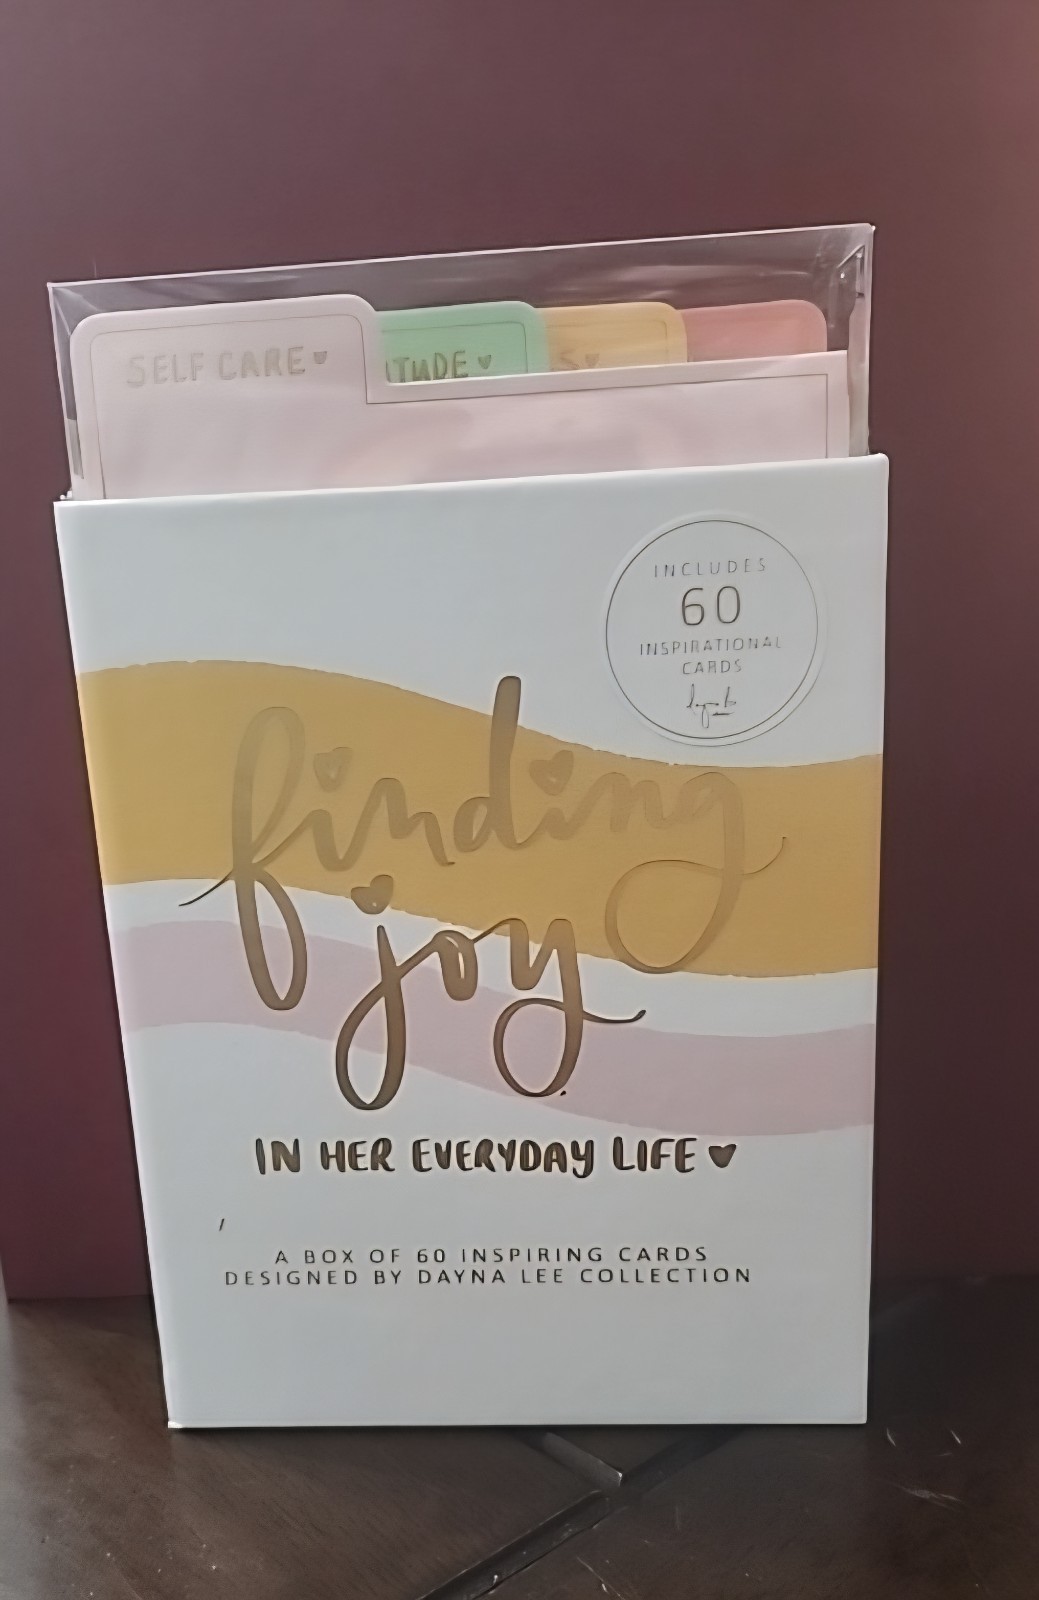 SELF CARE
INCLUDES
60
INSPIRATIONAL
CARDS
finding
joy
IN HER EVERYDAY LIFE
A BOX OF 60 INSPIRING CARDS
DESIGNED BY DAYNA LEE COLLECTION